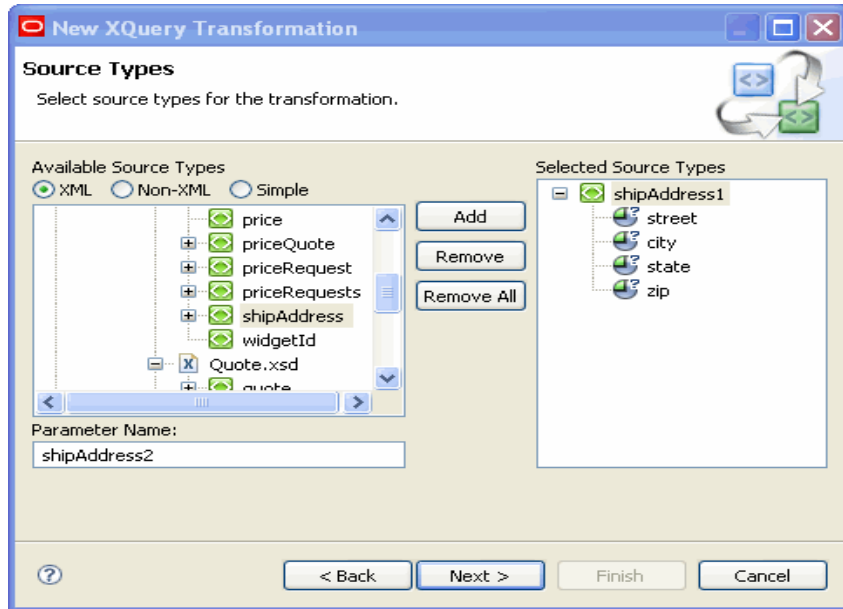 New XQuery Transformation
Source Types
Select source types for the transformation.
Available Source Types
XML Non-XML Simple
price
priceQuote
priceRequest
priceRequests
shipAddress
widgetId
Quote.xsd
quote
Parameter Name:
shipAddress2
Add
Remove
Remove All
Selected Source Types
shipAddress1
street
city
state
zip
< Back Next > Finish Cancel